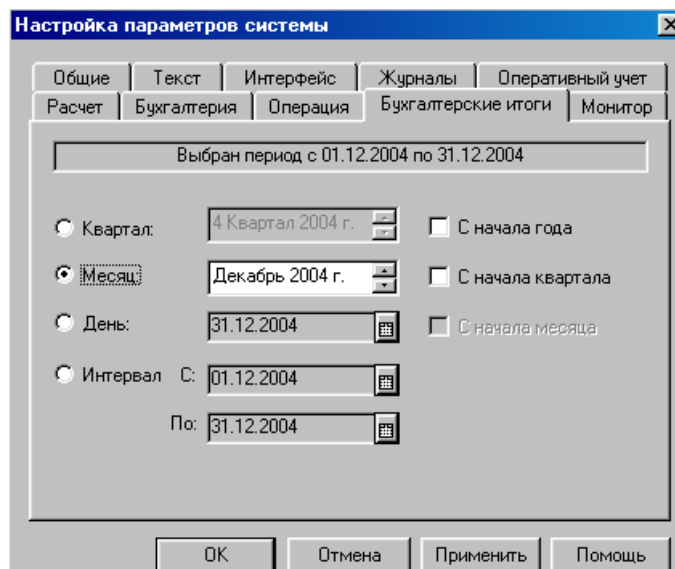 Настройка параметров системы
Общие Текст Интерфейс Журналы Оперативный учет
Расчет Бухгалтерия Операция Бухгалтерские итоги Монитор
Выбран период с 01.12.2004 по 31.12.2004
Квартал: 4 Квартал 2004 г. С начала года
Месяц: Декабрь 2004 г. С начала квартала
День: 31.12.2004 С начала месяца
Интервал С: 01.12.2004
По: 31.12.2004
OK Отмена Применить Помощь